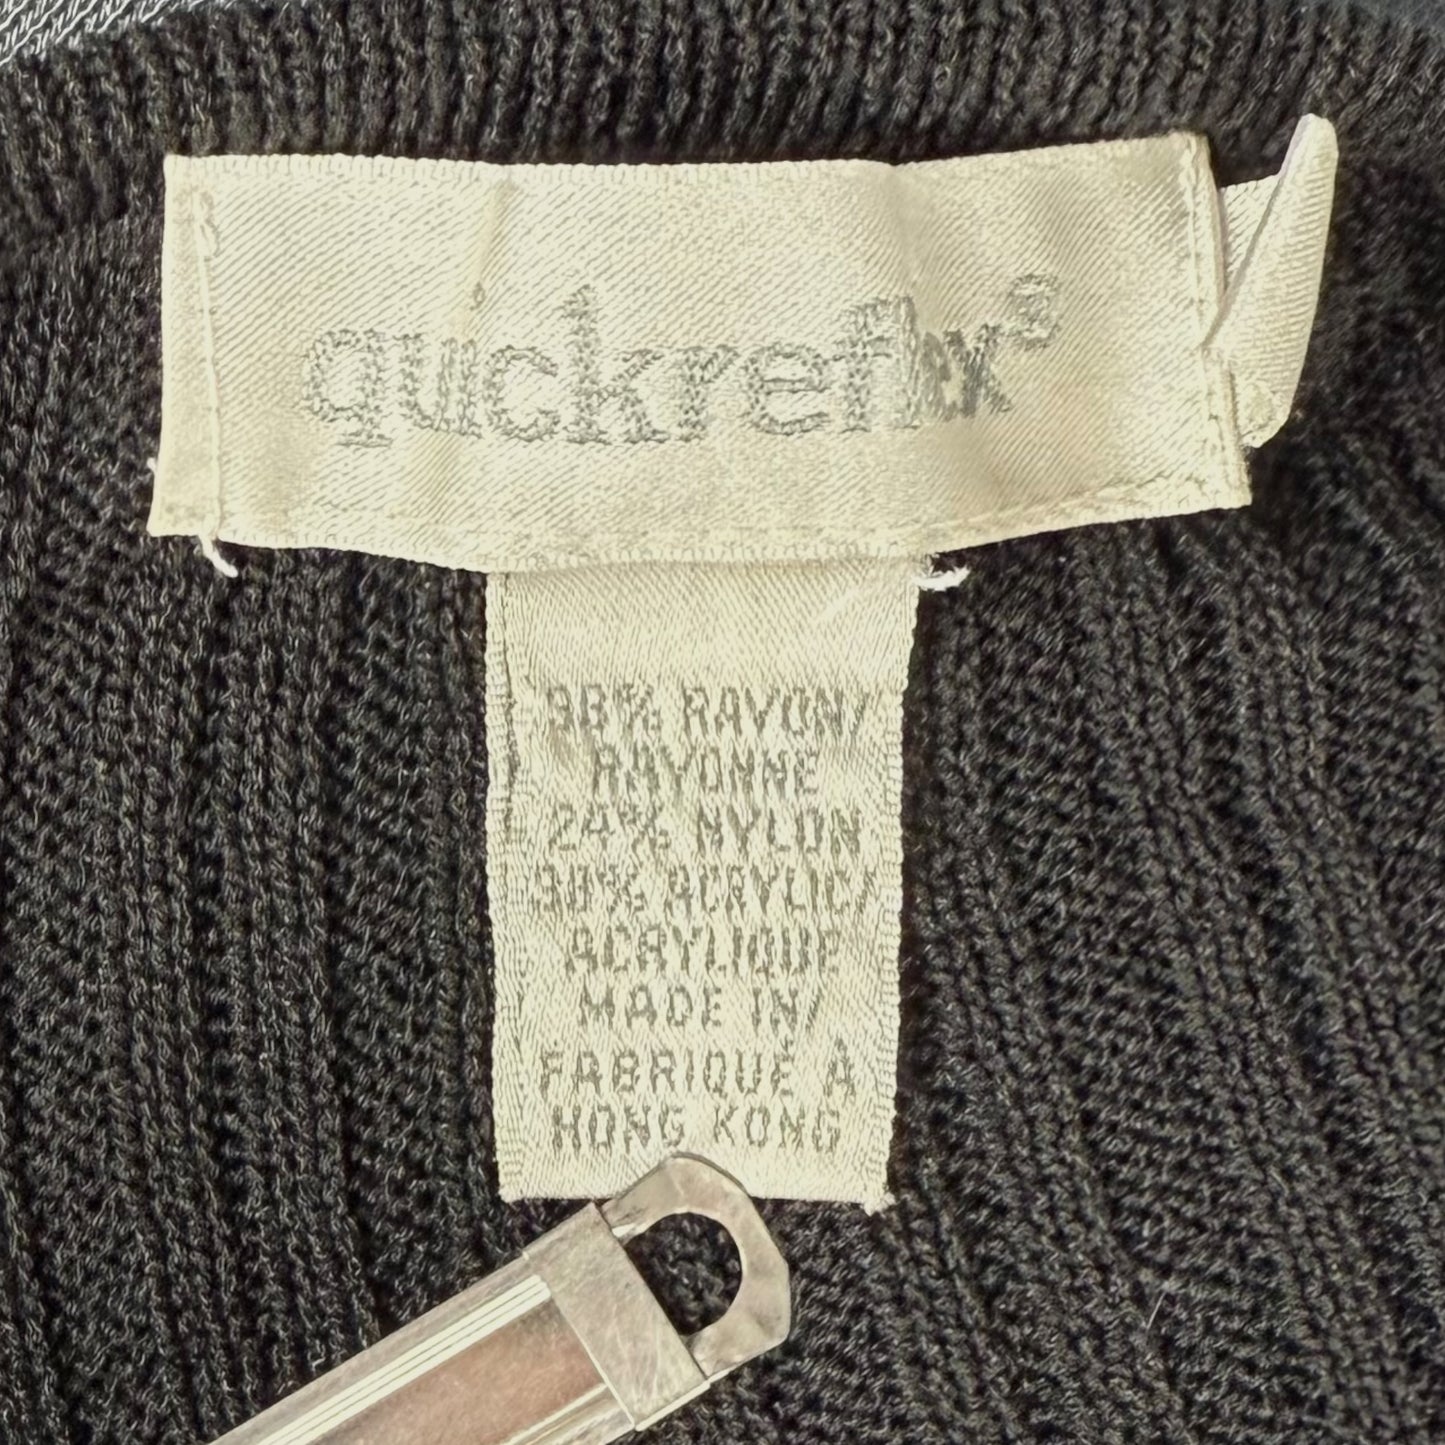 quickreflex
38% RAYON/
RAYONNE
24% NYLON
38% ACRYLIC/
ACRYLIQUE
MADE IN/
FABRIQUÉ À
HONG KONG